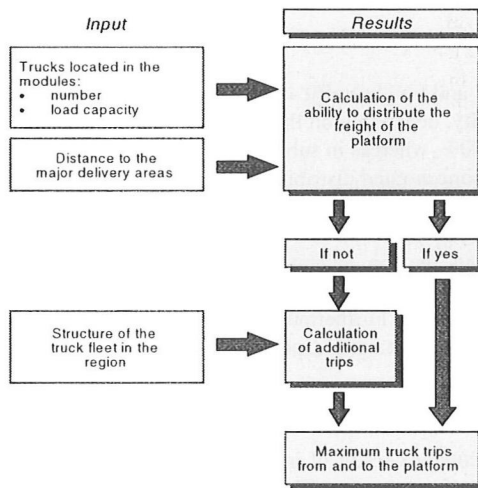 Input
Results
Trucks located in the
modules:
• number
• load capacity
Calculation of the
ability to distribute the
freight of the
platform
Distance to the
major delivery areas
If not
If yes
Structure of the
truck fleet in the
region
Calculation
of additional
trips
Maximum truck trips
from and to the platform